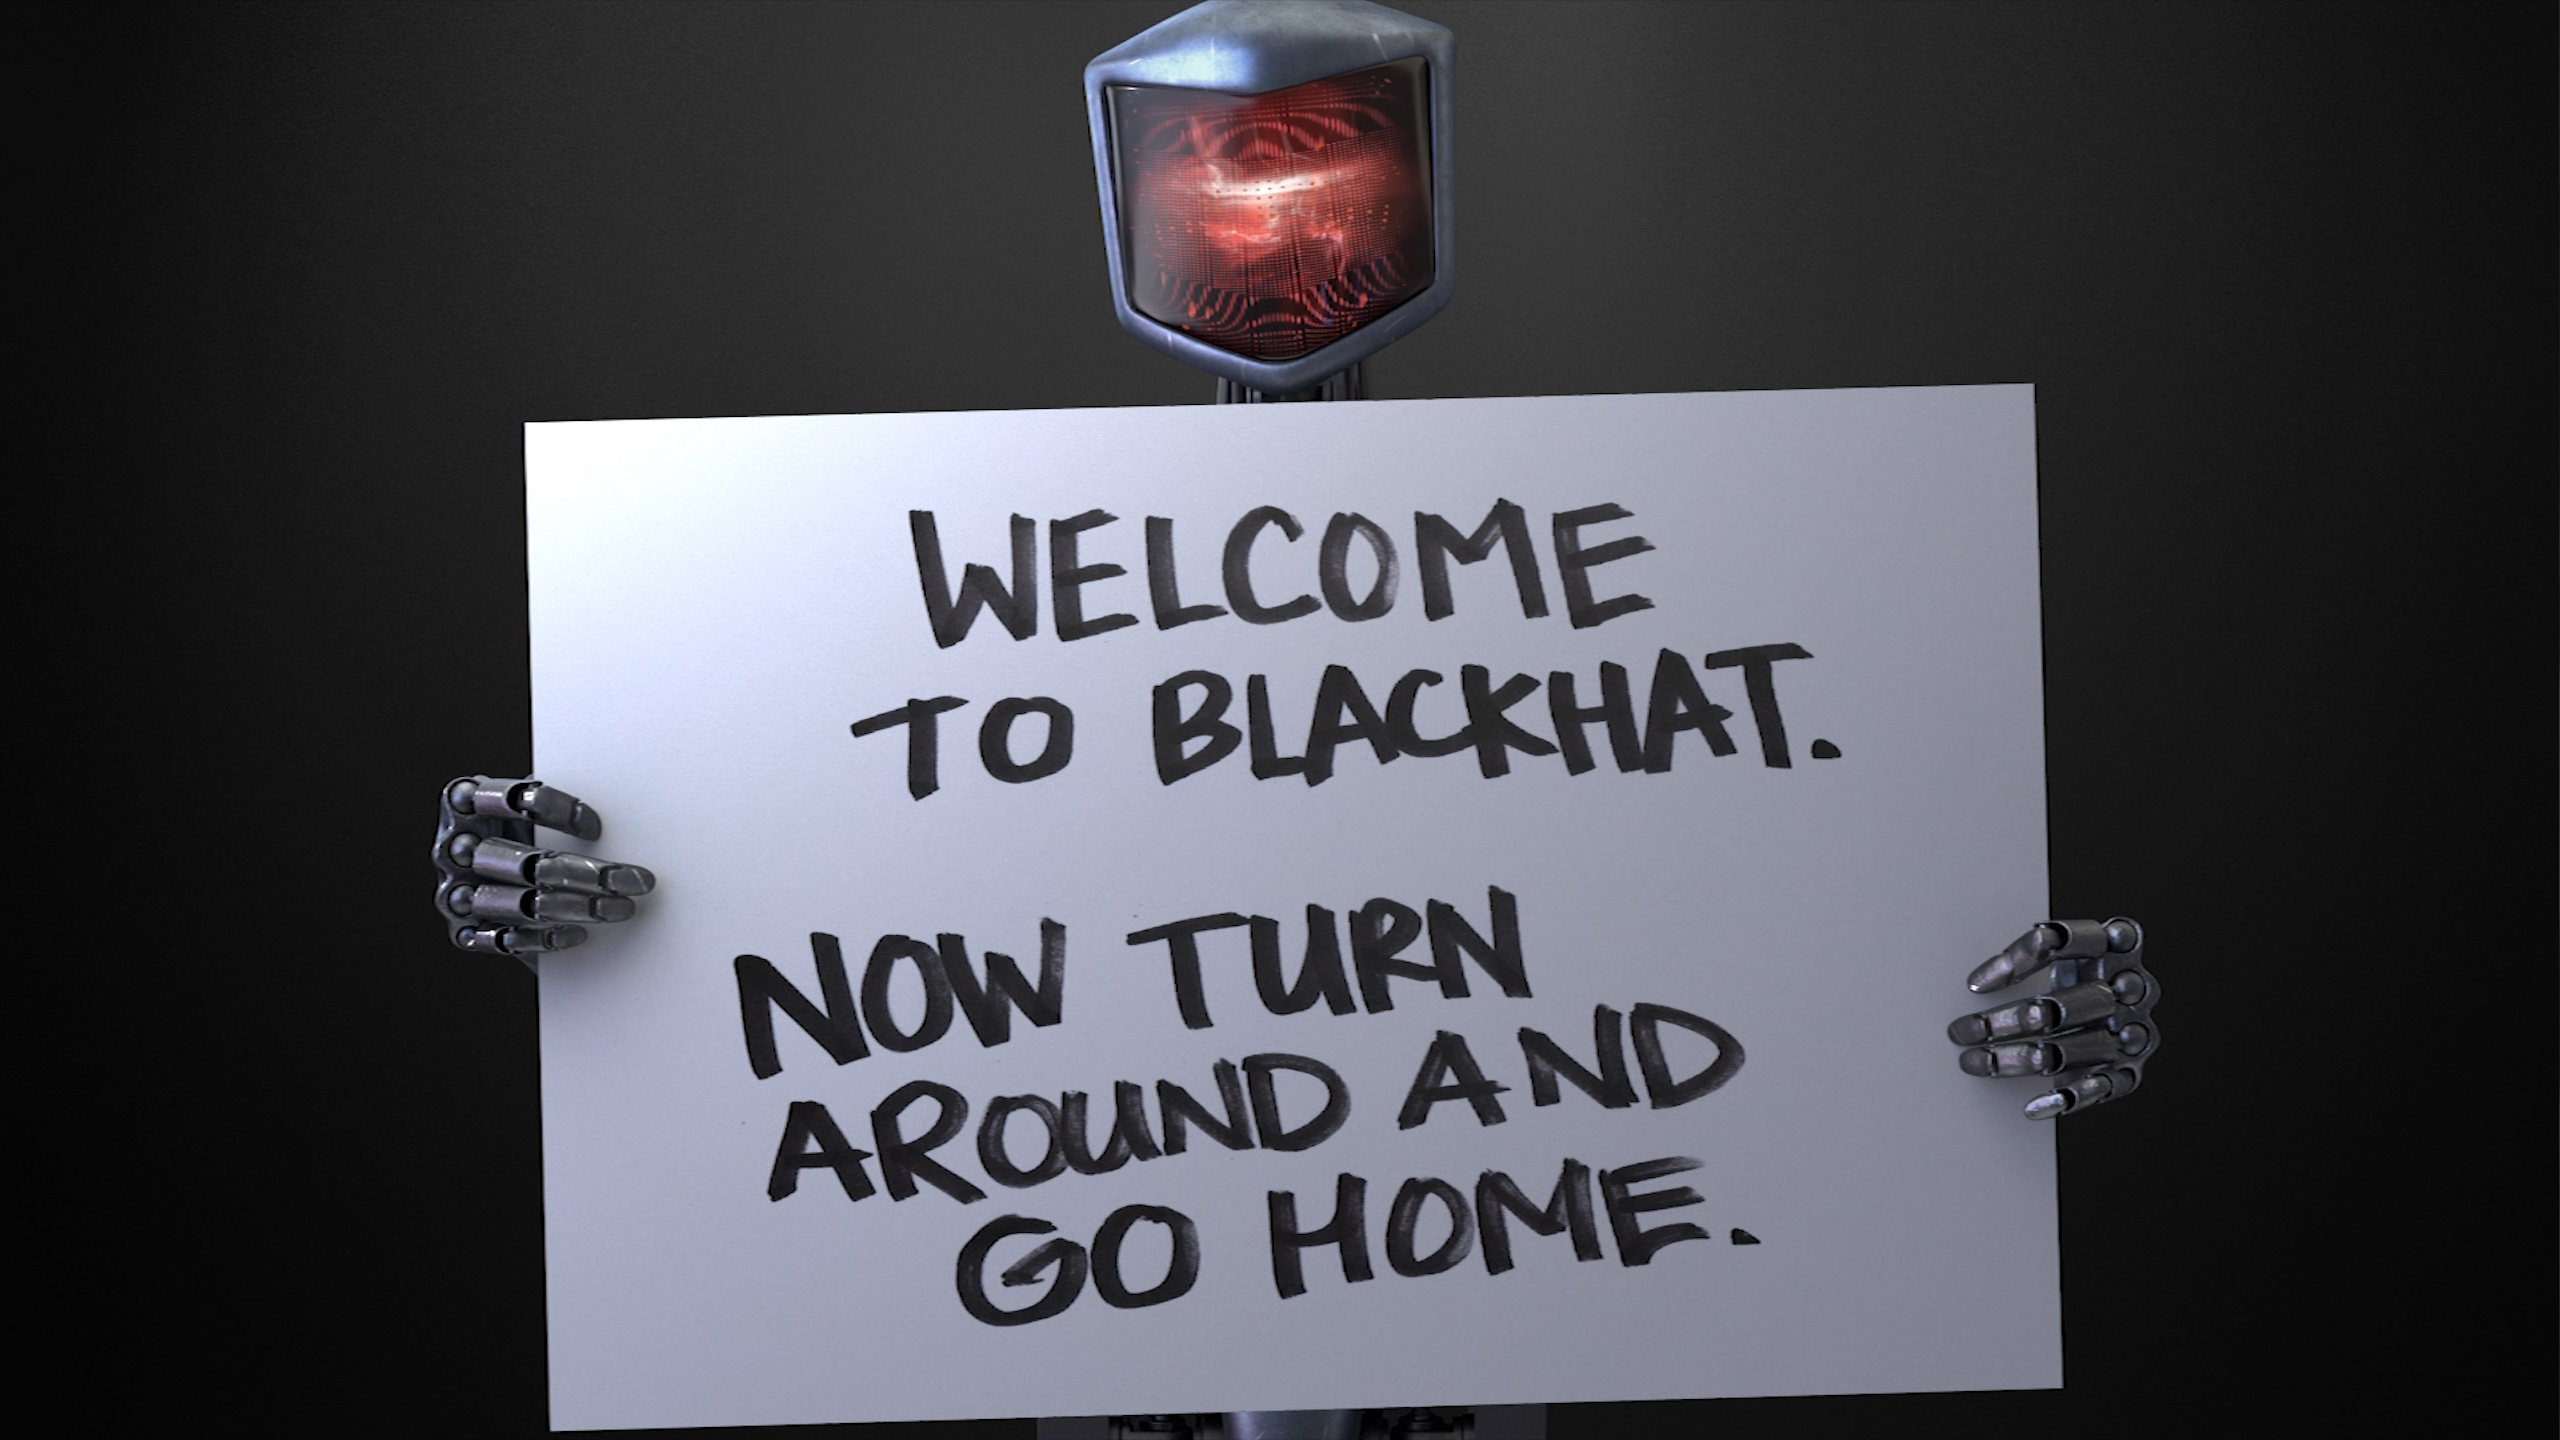 WELCOME
TO BLACKHAT.
NOW TURN
AROUND AND
GO HOME.